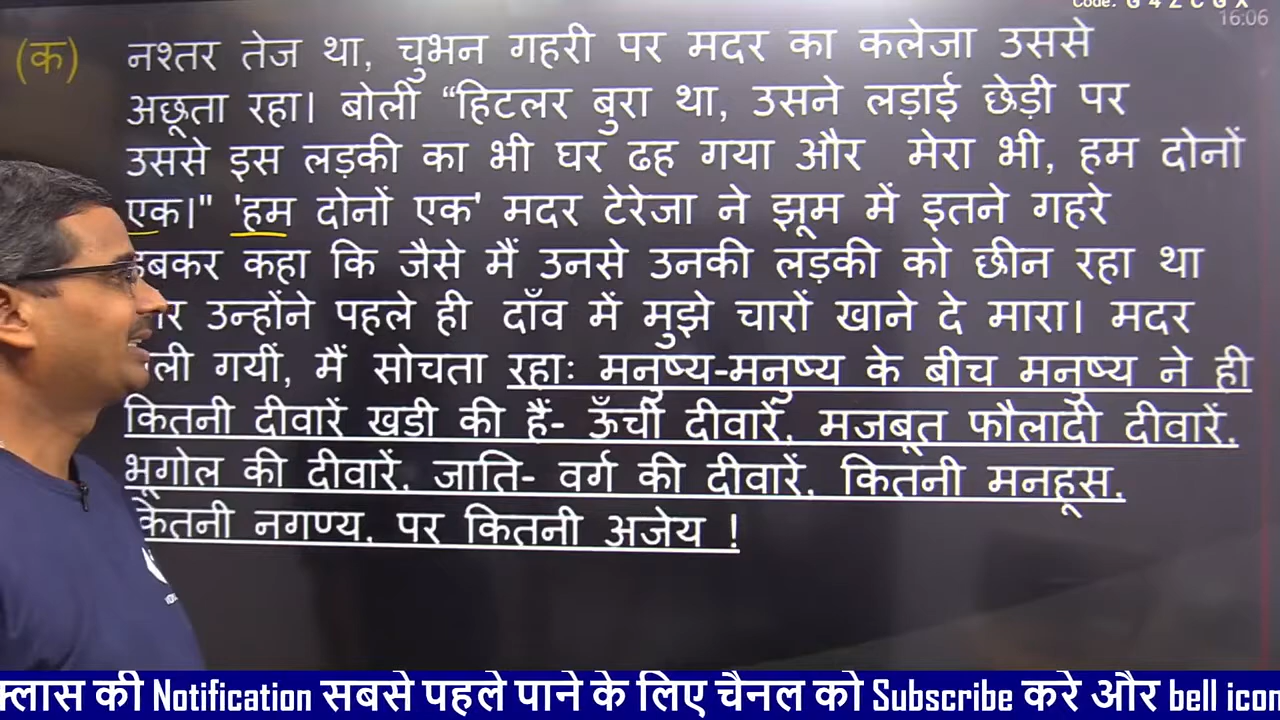 Code: G 4 Z C G X
16:06
(क) नश्तर तेज था, चुभन गहरी पर मदर का कलेजा उससे
अछूता रहा। बोली “हिटलर बुरा था, उसने लड़ाई छेड़ी पर
उससे इस लड़की का भी घर ढह गया और मेरा भी, हम दोनों
एक।" 'हम दोनों एक' मदर टेरेजा ने झूम में इतने गहरे
डूबकर कहा कि जैसे मैं उनसे उनकी लड़की को छीन रहा था
उन्होंने पहले ही दाँव में मुझे चारों खाने दे मारा। मदर
गयीं, मैं सोचता रहाः मनुष्य-मनुष्य के बीच मनुष्य ने ही
कितनी दीवारें खडी की हैं- ऊँची दीवारें, मजबूत फौलादी दीवारें,
भूगोल की दीवारें, जाति- वर्ग की दीवारें, कितनी मनहूस,
कितनी नगण्य, पर कितनी अजेय !
क्लास की Notification सबसे पहले पाने के लिए चैनल को Subscribe करे और bell icon